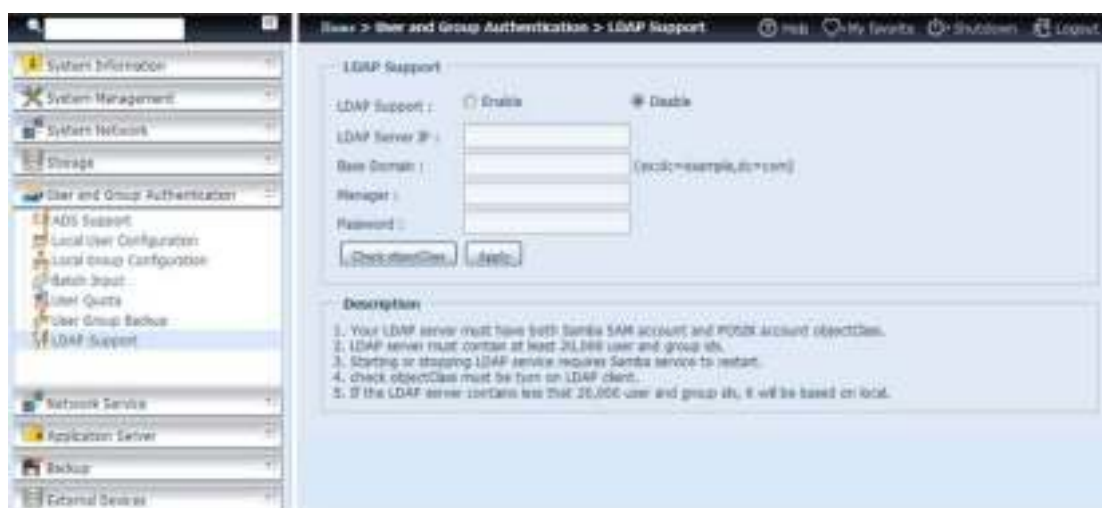 Home > User and Group Authentication > LDAP Support
Help
My favorite
Shutdown
Logout
System Information
System Management
System Network
Storage
User and Group Authentication
ADS Support
Local User Configuration
Local Group Configuration
Batch Input
User Quota
User Group Backup
LDAP Support
Network Service
Application Server
Backup
External Devices
LDAP Support
LDAP Support : Enable Disable
LDAP Server IP :
Base Domain : (ex:dc=example,dc=com)
Manager :
Password :
Check objectClass Apply
Description
1. Your LDAP server must have both Samba SAM account and POSIX account objectClass.
2. LDAP server must contain at least 20,000 user and group ids.
3. Starting or stopping LDAP service requires Samba service to restart.
4. check objectClass must be turn on LDAP client.
5. If the LDAP server contains less that 20,000 user and group ids, it will be based on local.